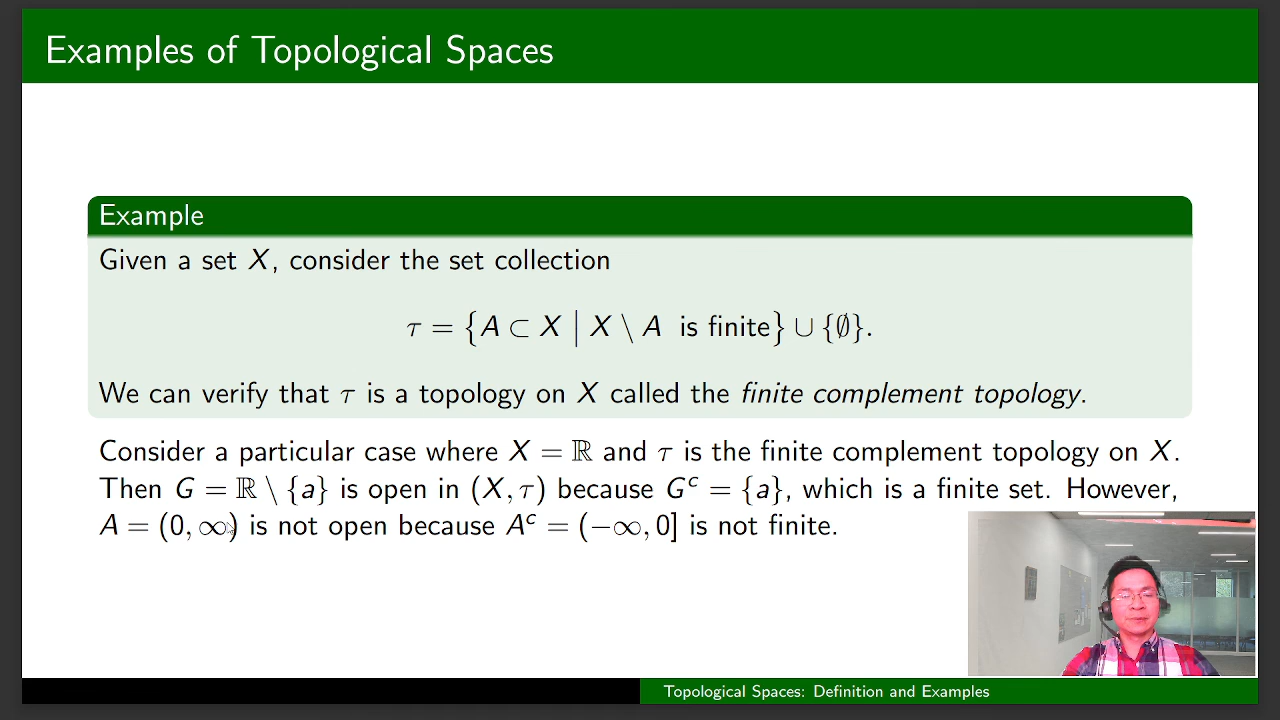 Examples of Topological Spaces
Example
Given a set X, consider the set collection
τ = {A ⊂ X | X \ A is finite} ∪ {∅}.
We can verify that τ is a topology on X called the finite complement topology.
Consider a particular case where X = ℝ and τ is the finite complement topology on X.
Then G = ℝ \ {a} is open in (X, τ) because Gᶜ = {a}, which is a finite set. However,
A = (0, ∞) is not open because Aᶜ = (−∞, 0] is not finite.
Topological Spaces: Definition and Examples